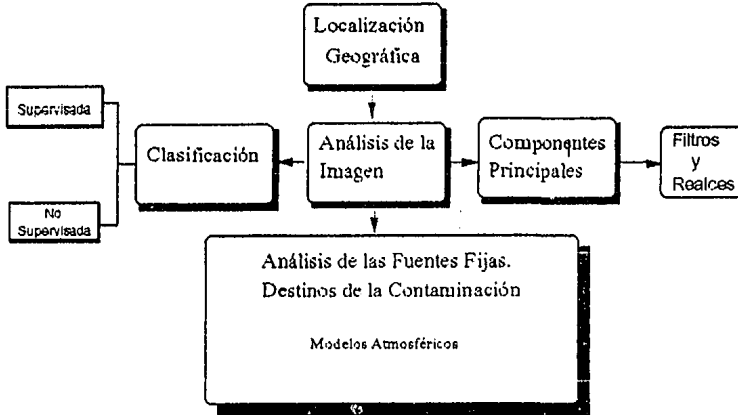 Localización
Geográfica
Supervisada
Clasificación
Análisis de la
Imagen
Componentes
Principales
Filtros
y
Realces
No
Supervisada
Análisis de las Fuentes Fijas.
Destinos de la Contaminación
Modelos Atmosféricos